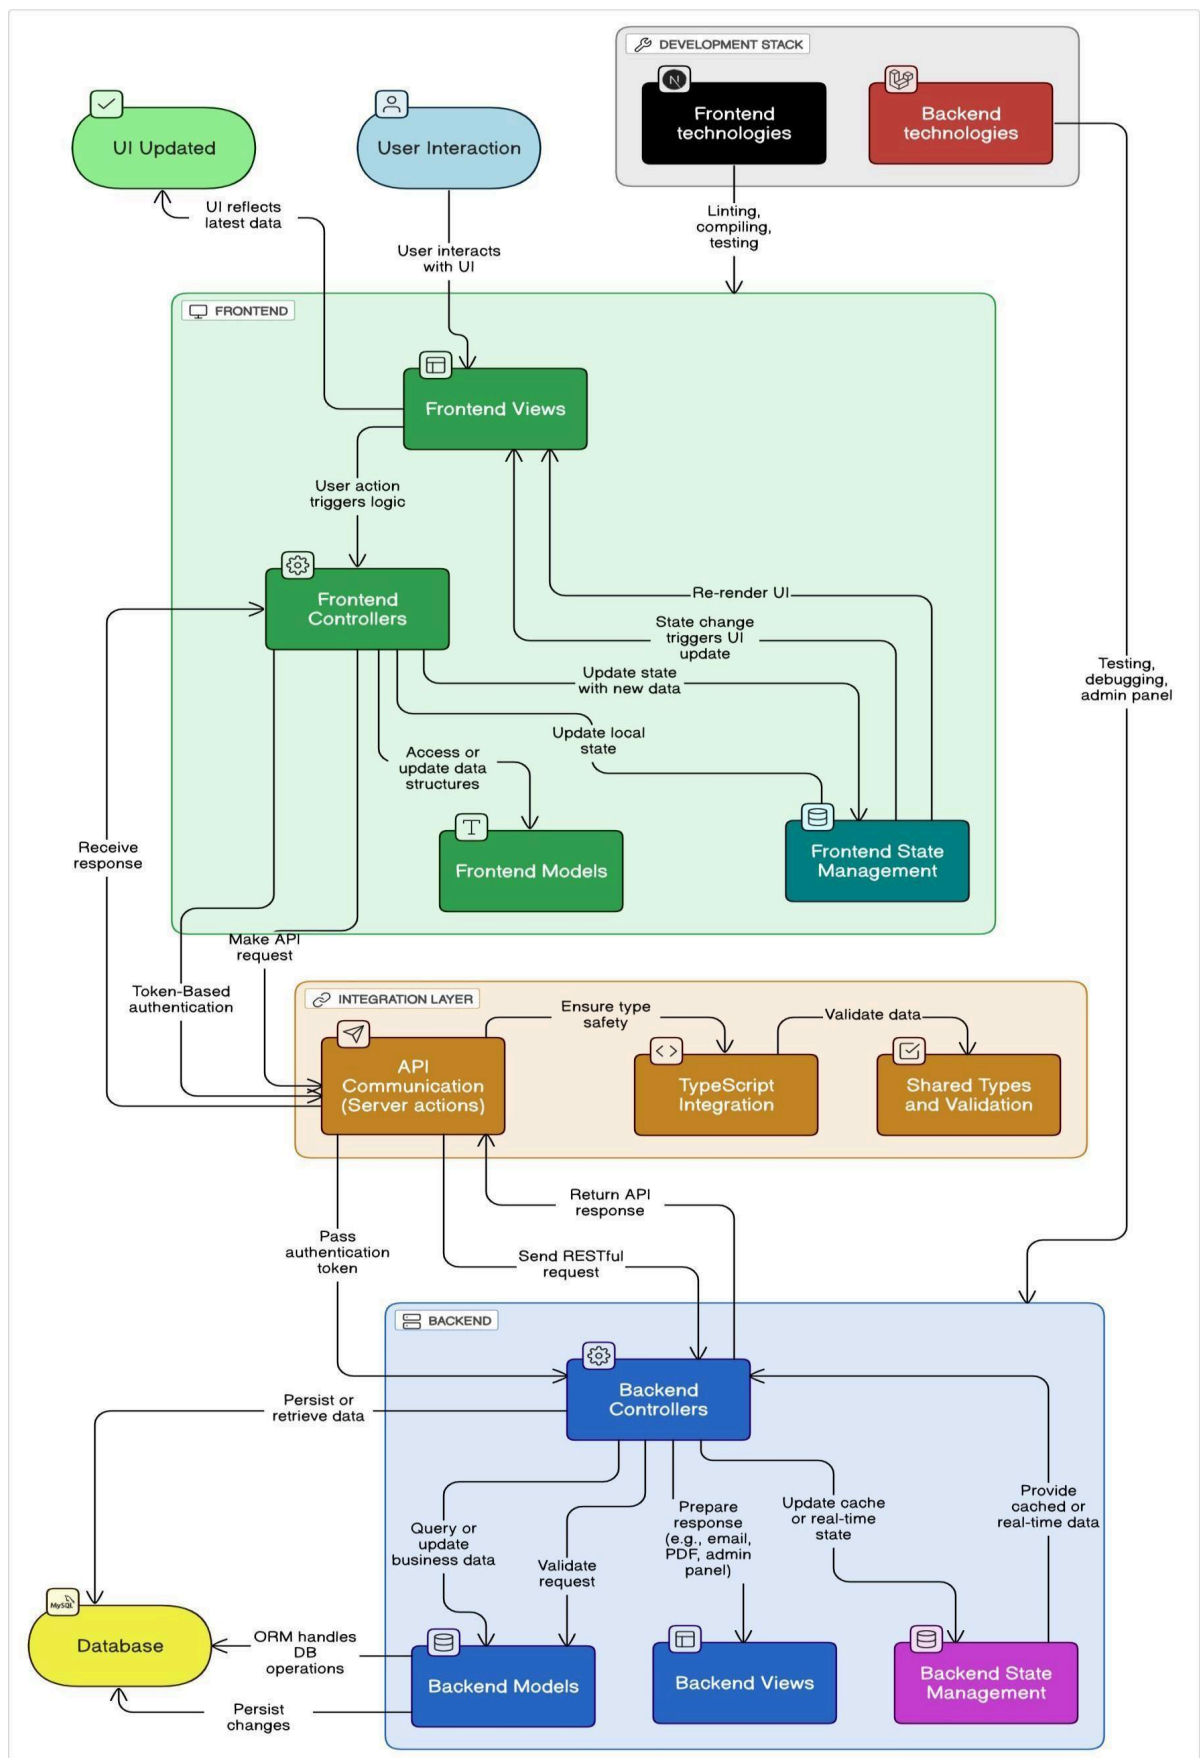 DEVELOPMENT STACK
N
Frontend
technologies
Backend
technologies
UI Updated
User Interaction
UI reflects
latest data
User interacts
with UI
Linting,
compiling,
testing
FRONTEND
Frontend Views
User action
triggers logic
Frontend
Controllers
Re-render UI
State change
triggers UI
update
Update state
with new data
Update local
state
Access or
update data
structures
Testing,
debugging,
admin panel
Receive
response
T
Frontend Models
Frontend State
Management
Make API
request
Token-Based
authentication
INTEGRATION LAYER
Ensure type
safety
Validate data
API
Communication
(Server actions)
TypeScript
Integration
Shared Types
and Validation
Return API
response
Pass
authentication
token
Send RESTful
request
BACKEND
Backend
Controllers
Persist or
retrieve data
Query or
update
business data
Validate
request
Prepare
response
(e.g., email,
PDF, admin
panel)
Update cache
or real-time
state
Provide
cached or
real-time data
MySQL
Database
ORM handles
DB
operations
Persist
changes
Backend Models
Backend Views
Backend State
Management